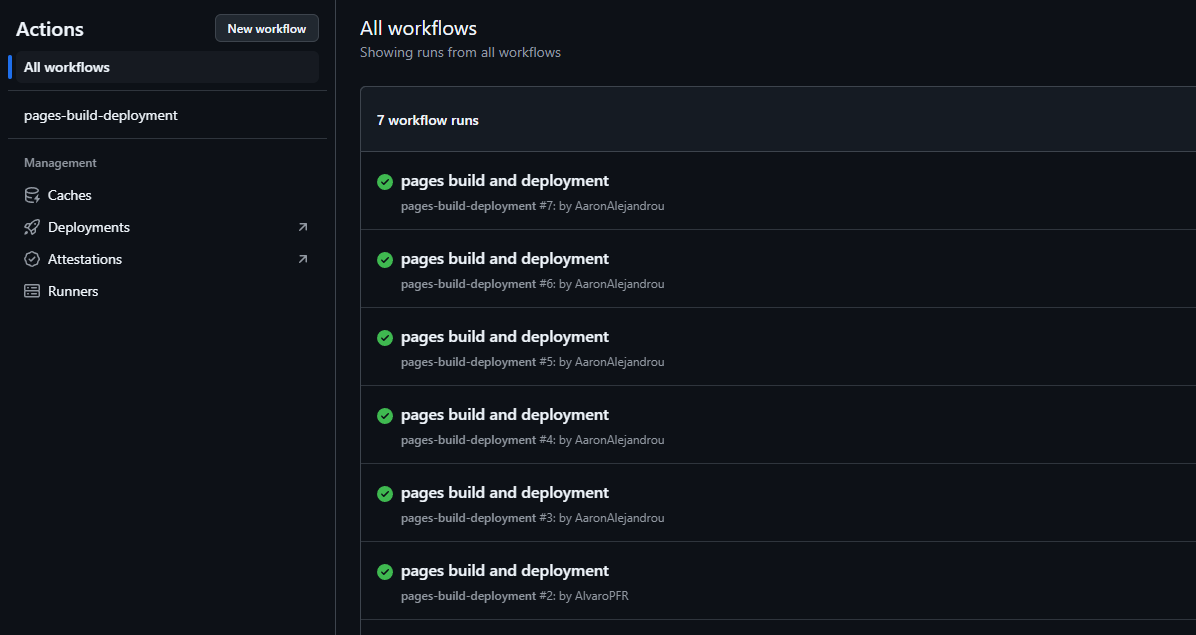 Actions
New workflow
All workflows
pages-build-deployment
Management
Caches
Deployments
Attestations
Runners
All workflows
Showing runs from all workflows
7 workflow runs
pages build and deployment
pages-build-deployment #7: by AaronAlejandrou
pages build and deployment
pages-build-deployment #6: by AaronAlejandrou
pages build and deployment
pages-build-deployment #5: by AaronAlejandrou
pages build and deployment
pages-build-deployment #4: by AaronAlejandrou
pages build and deployment
pages-build-deployment #3: by AaronAlejandrou
pages build and deployment
pages-build-deployment #2: by AlvaroPFR